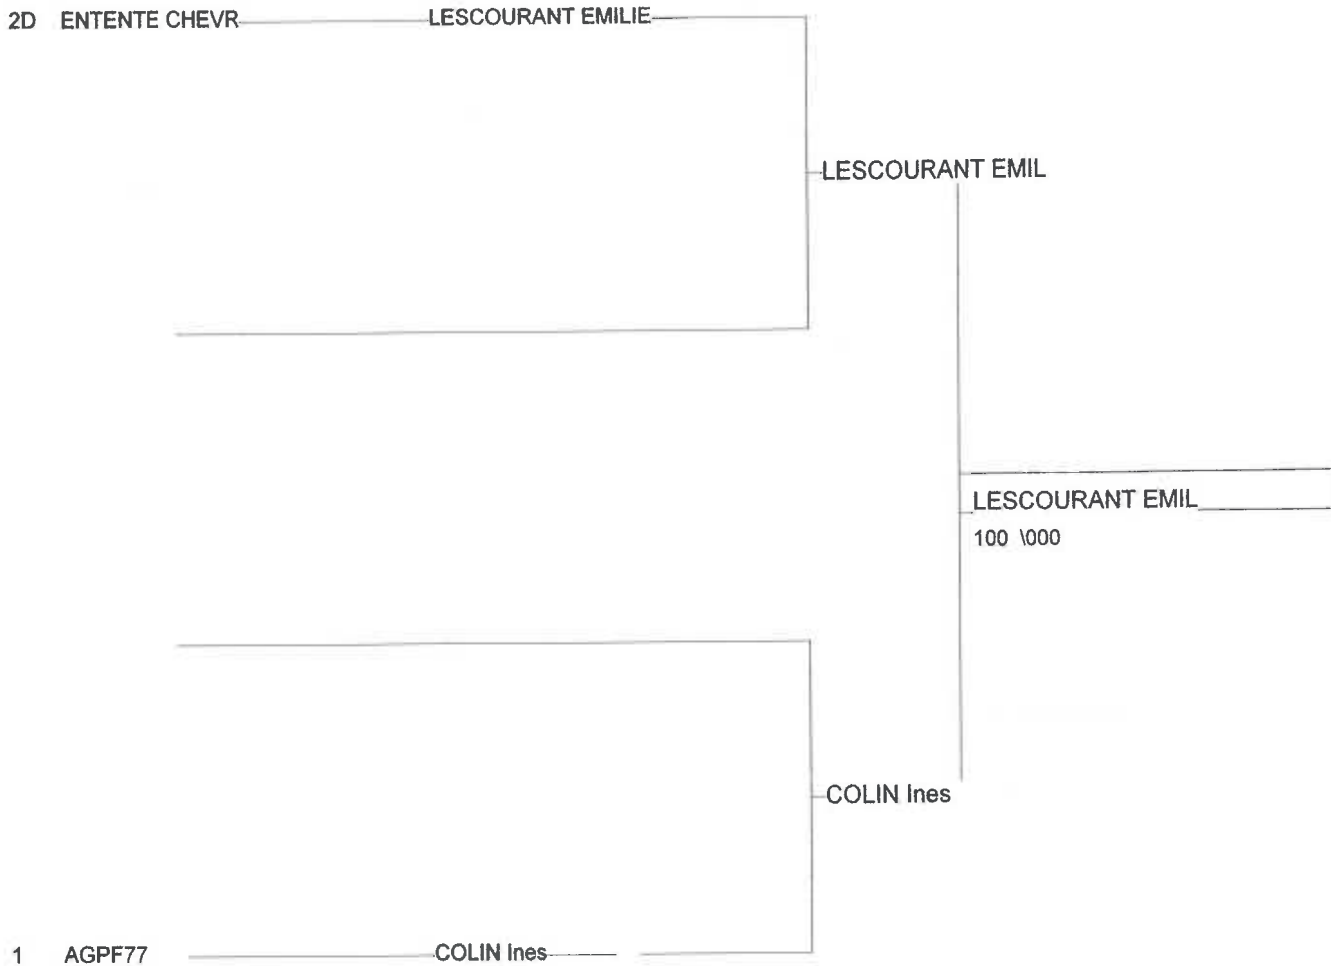 2D ENTENTE CHEVR LESCOURANT EMILIE
LESCOURANT EMIL
LESCOURANT EMIL
100 \000
COLIN Ines
1 AGPF77 COLIN Ines